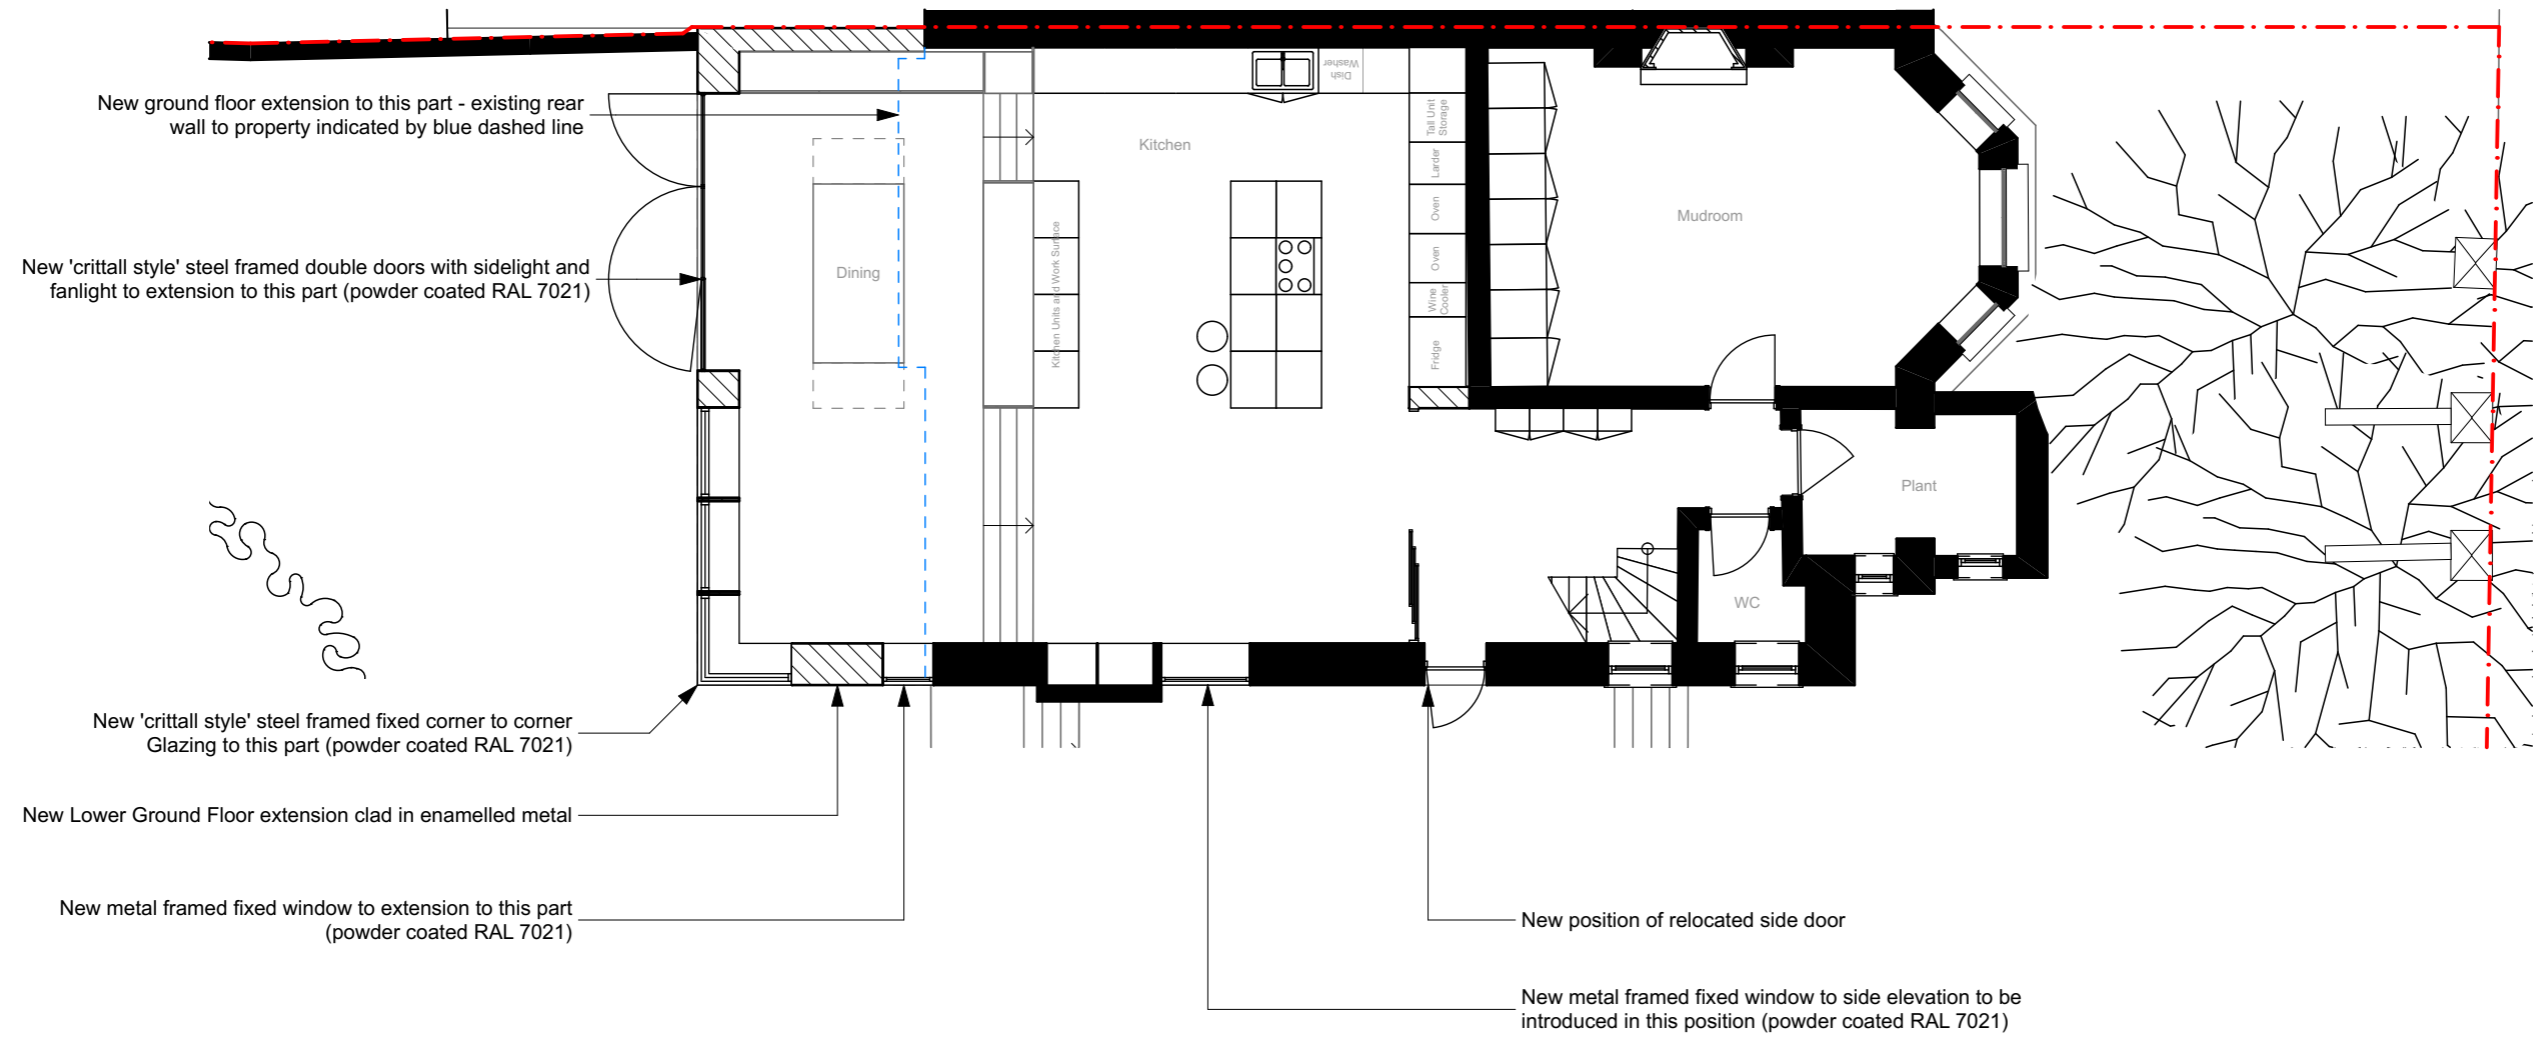 New ground floor extension to this part - existing rear
wall to property indicated by blue dashed line
New 'crittall style' steel framed double doors with sidelight and
fanlight to extension to this part (powder coated RAL 7021)
Dining
Kitchen
Kitchen Units and Work Surface
Dish
Washer
Tall Unit
Storage
Larder
Oven
Oven
Wine
Cooler
Fridge
Mudroom
Plant
WC
New 'crittall style' steel framed fixed corner to corner
Glazing to this part (powder coated RAL 7021)
New Lower Ground Floor extension clad in enamelled metal
New metal framed fixed window to extension to this part
(powder coated RAL 7021)
New position of relocated side door
New metal framed fixed window to side elevation to be
introduced in this position (powder coated RAL 7021)